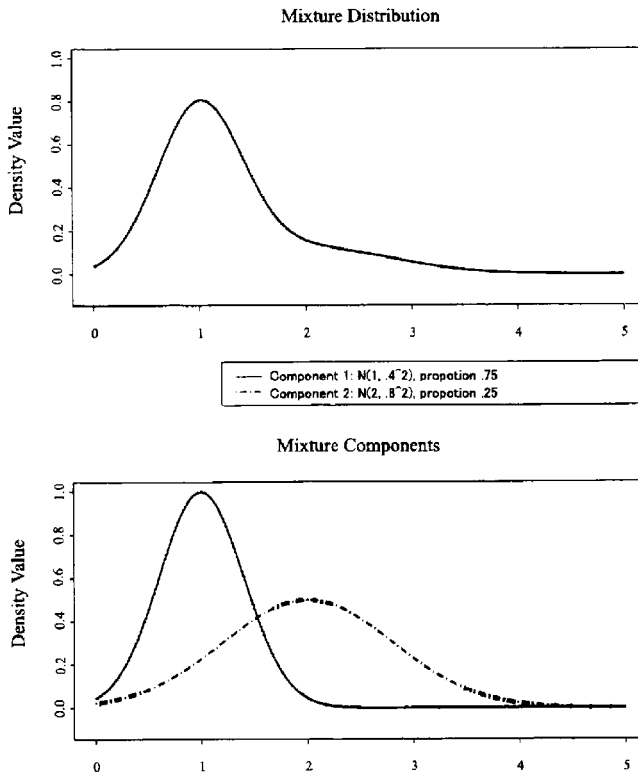 Mixture Distribution
Density Value
1.0
0.8
0.6
0.4
0.2
0.0
0 1 2 3 4 5
Component 1: N(1, .4^2), propotion .75
Component 2: N(2, .8^2), propotion .25
Mixture Components
Density Value
1.0
0.8
0.6
0.4
0.2
0.0
0 1 2 3 4 5